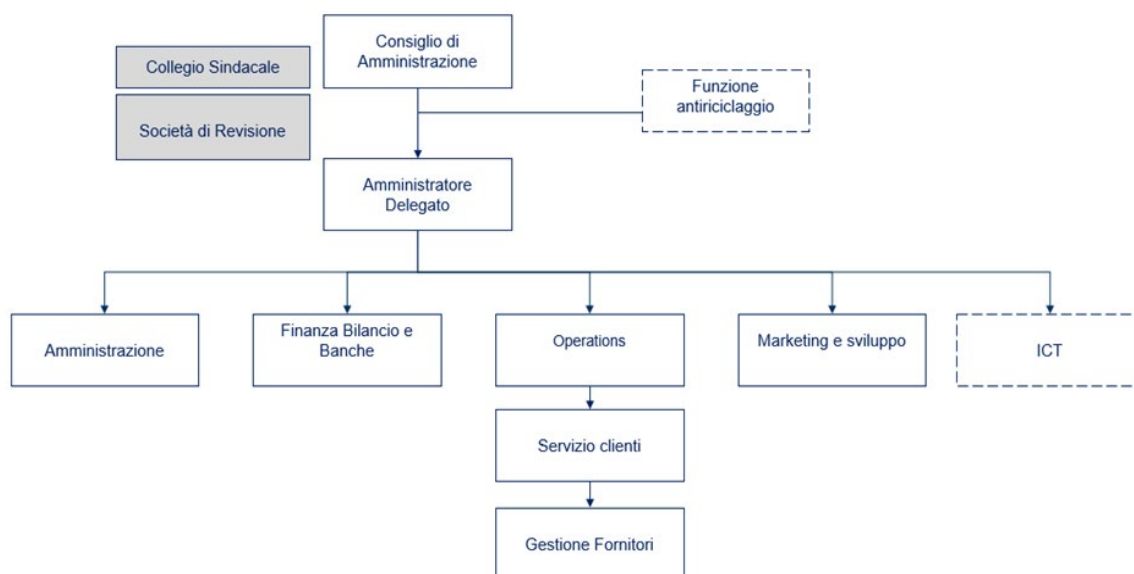 Consiglio di
Amministrazione
Collegio Sindacale
Società di Revisione
Funzione
antiriciclaggio
Amministratore
Delegato
Amministrazione
Finanza Bilancio e
Banche
Operations
Marketing e sviluppo
ICT
Servizio clienti
Gestione Fornitori